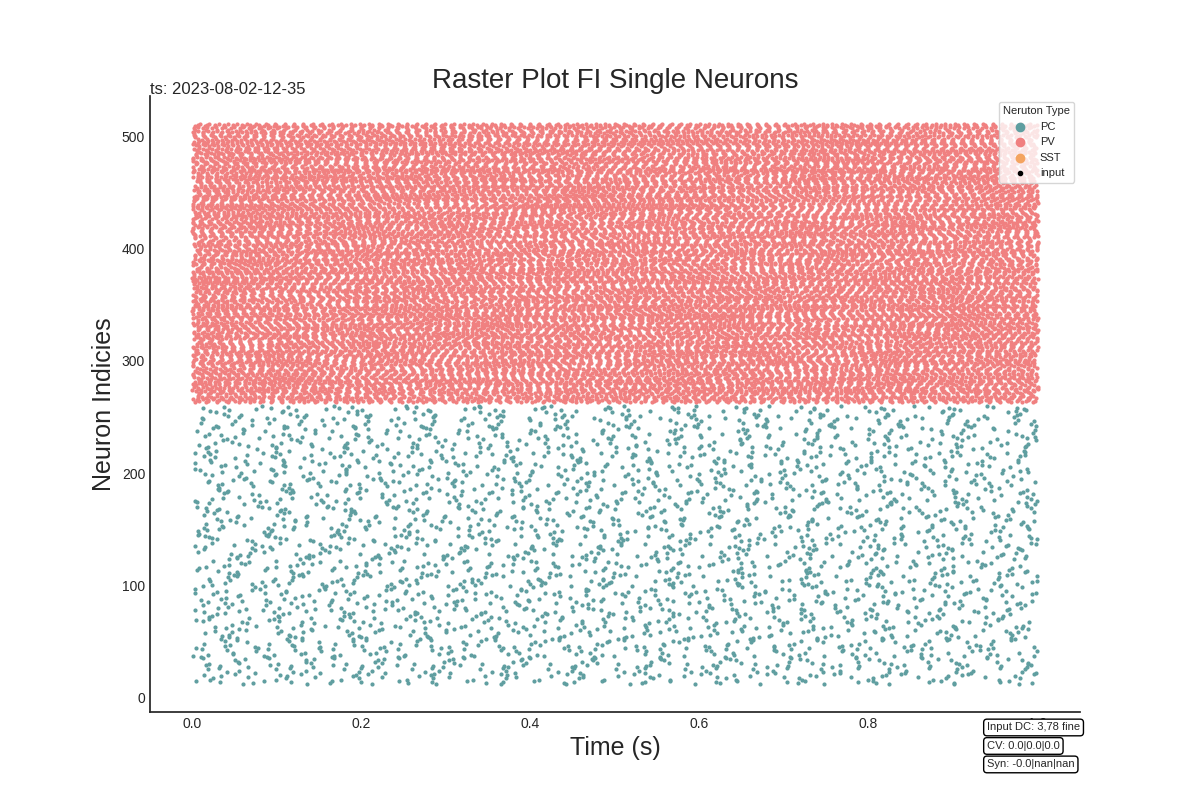 Raster Plot FI Single Neurons
ts: 2023-08-02-12-35
Neruton Type
PC
PV
SST
input
500
400
300
200
100
0
Neuron Indicies
0.0
0.2
0.4
0.6
0.8
Time (s)
Input DC: 3,78 fine
CV: 0.0|0.0|0.0
Syn: -0.0|nan|nan